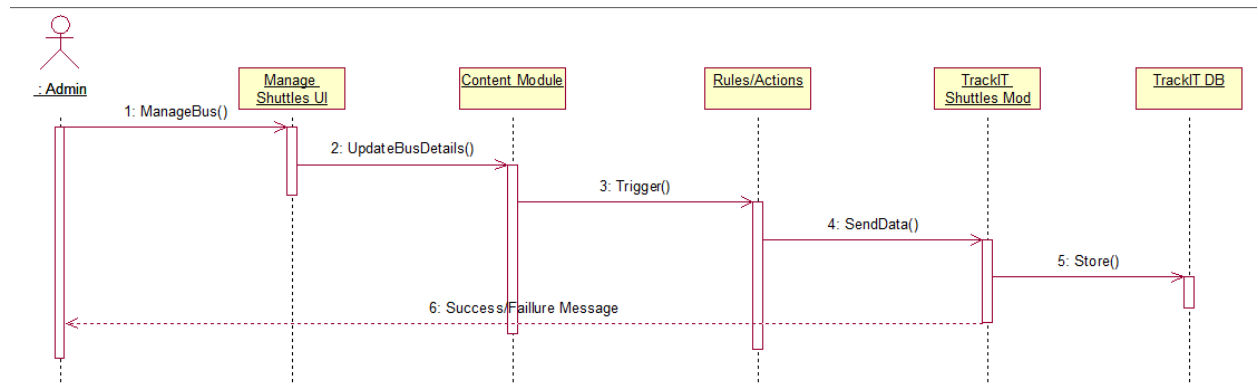 : Admin
Manage
Shuttles UI
Content Module
Rules/Actions
TrackIT
Shuttles Mod
TrackIT DB
1: ManageBus()
2: UpdateBusDetails()
3: Trigger()
4: SendData()
5: Store()
6: Success/Faillure Message